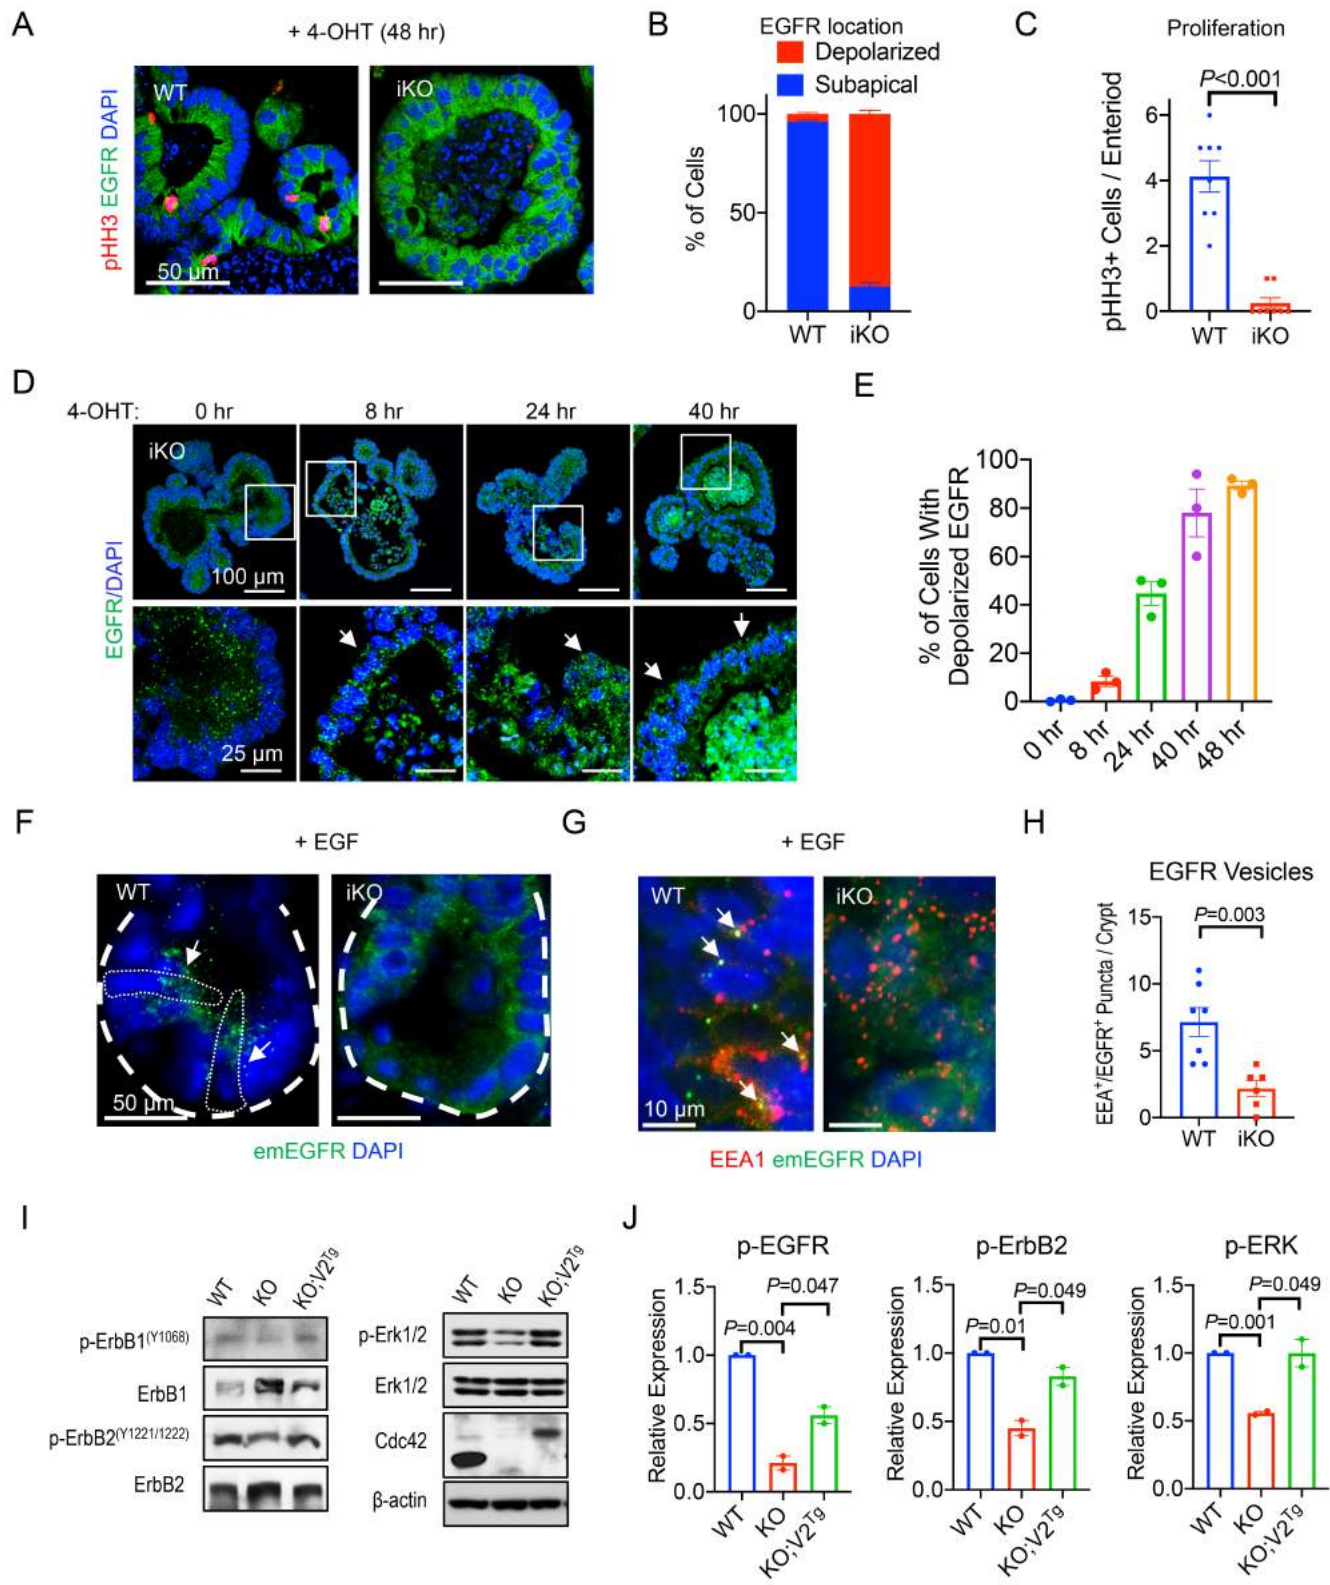 A
+ 4-OHT (48 hr)
pHH3 EGFR DAPI
WT
iKO
50 µm
B
EGFR location
Depolarized
Subapical
% of Cells
100
50
0
WT
iKO
C
Proliferation
P<0.001
pHH3+ Cells / Enteriod
6
4
2
0
WT
iKO
D
4-OHT: 0 hr 8 hr 24 hr 40 hr
EGFR/DAPI
iKO
100 µm
25 µm
E
% of Cells With
Depolarized EGFR
100
80
60
40
20
0
0 hr
8 hr
24 hr
40 hr
48 hr
F
+ EGF
WT
iKO
50 µm
emEGFR DAPI
G
+ EGF
WT
iKO
10 µm
EEA1 emEGFR DAPI
H
EGFR Vesicles
P=0.003
EEA⁺/EGFR⁺ Puncta / Crypt
15
10
5
0
WT
iKO
I
WT KO KO;V2ᵀᵍ
p-ErbB1(Y1068)
ErbB1
p-ErbB2(Y1221/1222)
ErbB2
WT KO KO;V2ᵀᵍ
p-Erk1/2
Erk1/2
Cdc42
β-actin
J
p-EGFR
P=0.047
P=0.004
Relative Expression
1.5
1.0
0.5
0.0
WT
KO
KO;V2ᵀᵍ
p-ErbB2
P=0.049
P=0.01
Relative Expression
1.5
1.0
0.5
0.0
WT
KO
KO;V2ᵀᵍ
p-ERK
P=0.049
P=0.001
Relative Expression
1.5
1.0
0.5
0.0
WT
KO
KO;V2ᵀᵍ